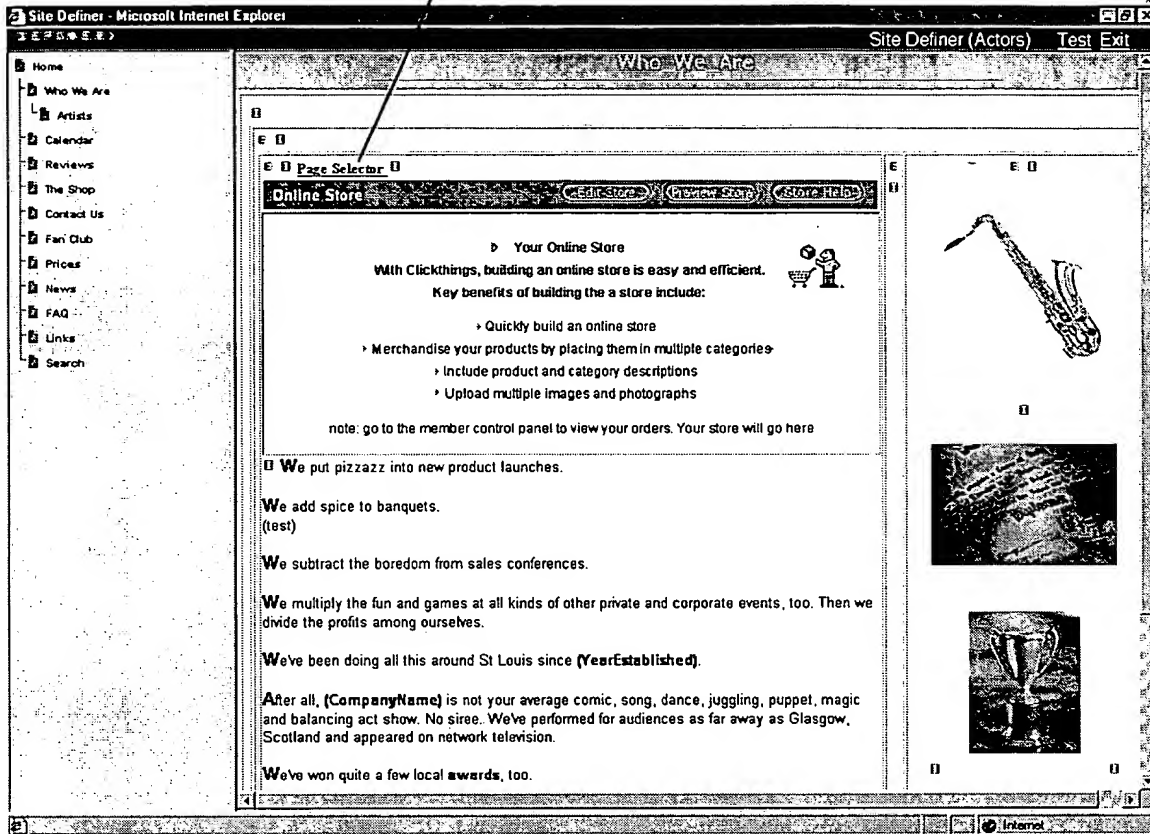 Site Definer - Microsoft Internet Explorer
Site Definer (Actors) Test Exit
Home
Who We Are
Artists
Calendar
Reviews
The Shop
Contact Us
Fan Club
Prices
News
FAQ
Links
Search
Who We Are
E
E Page Selector
Online Store Edit Store Preview Store Store Help
Your Online Store
With Clickthings, building an online store is easy and efficient.
Key benefits of building the a store include:
Quickly build an online store
Merchandise your products by placing them in multiple categories
Include product and category descriptions
Upload multiple images and photographs
note: go to the member control panel to view your orders. Your store will go here
We put pizzazz into new product launches.
We add spice to banquets.
(test)
We subtract the boredom from sales conferences.
We multiply the fun and games at all kinds of other private and corporate events, too. Then we
divide the profits among ourselves.
We've been doing all this around St Louis since (YearEstablished).
After all, (CompanyName) is not your average comic, song, dance, juggling, puppet, magic
and balancing act show. No siree. We've performed for audiences as far away as Glasgow,
Scotland and appeared on network television.
We've won quite a few local awards, too.
E
E
Internet